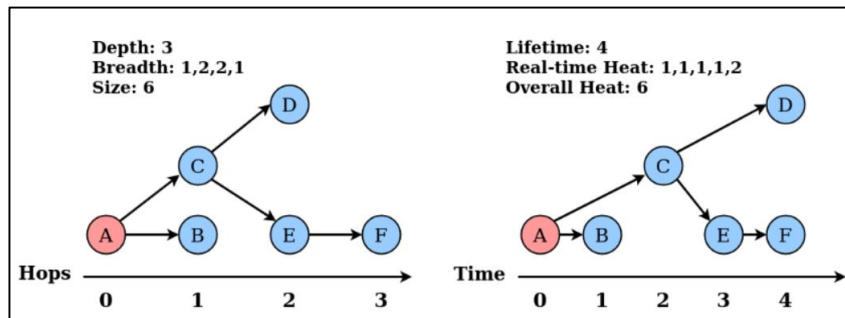 Depth: 3
Breadth: 1,2,2,1
Size: 6
D
C
A
B
E
F
Hops
0 1 2 3
Lifetime: 4
Real-time Heat: 1,1,1,1,2
Overall Heat: 6
D
C
A
B
E
F
Time
0 1 2 3 4